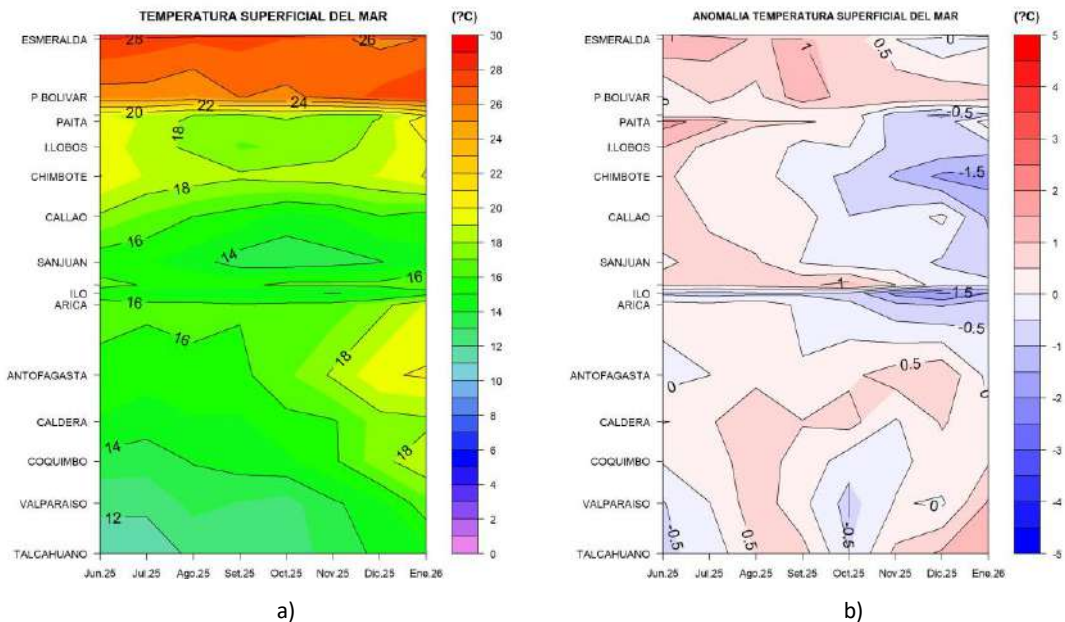 TEMPERATURA SUPERFICIAL DEL MAR (?C)
ESMERALDA
P.BOLIVAR
PAITA
I.LOBOS
CHIMBOTE
CALLAO
SANJUAN
ILO
ARICA
ANTOFAGASTA
CALDERA
COQUIMBO
VALPARAISO
TALCAHUANO
28
26
24
22
20
18
18
16
16
14
16
16
18
18
14
12
Jun.25 Jul.25 Ago.25 Set.25 Oct.25 Nov.25 Dic.25 Ene.26
30
28
26
24
22
20
18
16
14
12
10
8
6
4
2
0
a)
ANOMALIA TEMPERATURA SUPERFICIAL DEL MAR (?C)
ESMERALDA
P.BOLIVAR
PAITA
I.LOBOS
CHIMBOTE
CALLAO
SANJUAN
ILO
ARICA
ANTOFAGASTA
CALDERA
COQUIMBO
VALPARAISO
TALCAHUANO
1
0.5
0
0
-0.5
-1.5
1
-1.5
-0.5
0.5
0
0
0
-0.5
0.5
-0.5
Jun.25 Jul.25 Ago.25 Set.25 Oct.25 Nov.25 Dic.25 Ene.26
5
4
3
2
1
0
-1
-2
-3
-4
-5
b)